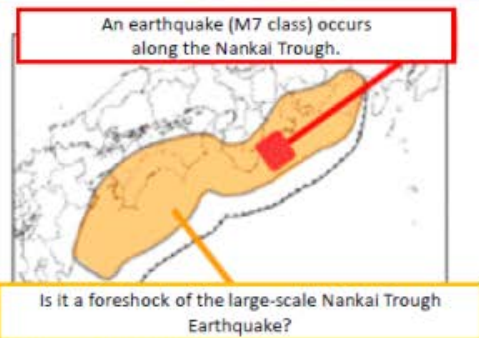 An earthquake (M7 class) occurs
along the Nankai Trough.
Is it a foreshock of the large-scale Nankai Trough
Earthquake?